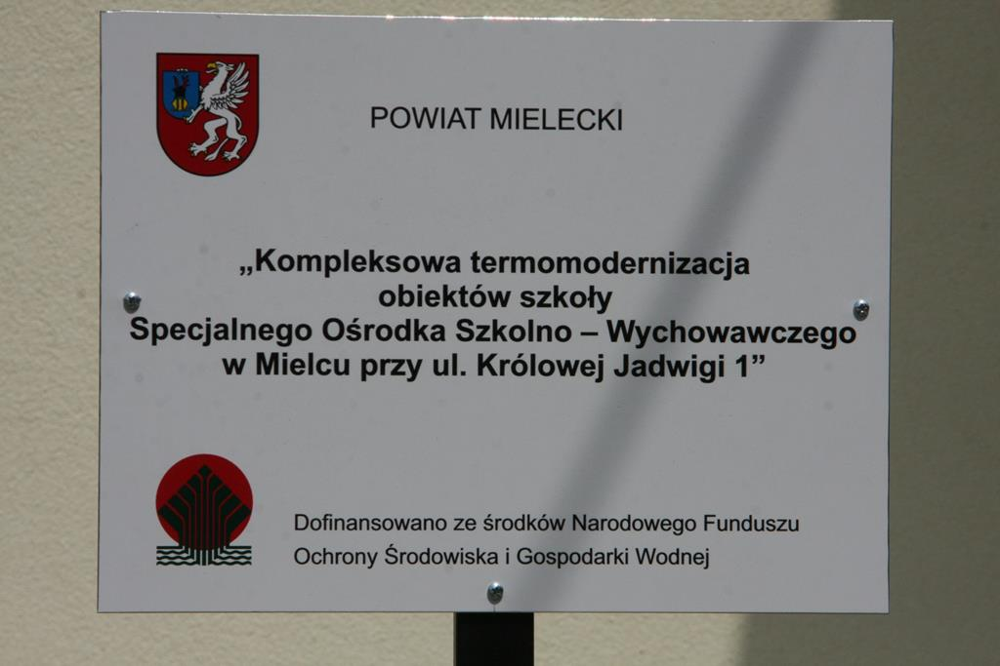 POWIAT MIELECKI
„Kompleksowa termomodernizacja
obiektów szkoły
Specjalnego Ośrodka Szkolno – Wychowawczego
w Mielcu przy ul. Królowej Jadwigi 1”
Dofinansowano ze środków Narodowego Funduszu
Ochrony Środowiska i Gospodarki Wodnej